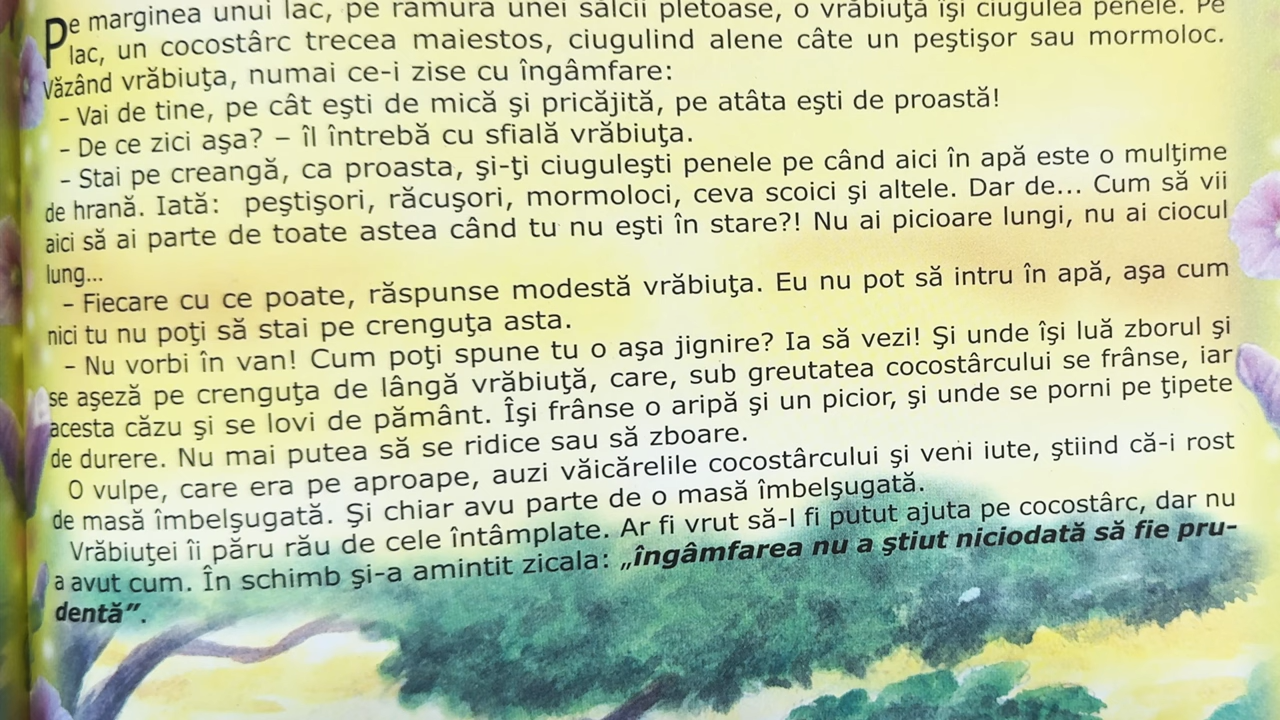 Pe marginea unui lac, pe ramura unei sălcii pletoase, o vrăbiuţă îşi ciugulea penele. Pe
lac, un cocostârc trecea maiestos, ciugulind alene câte un peştişor sau mormoloc.
Văzând vrăbiuţa, numai ce-i zise cu îngâmfare:
– Vai de tine, pe cât eşti de mică şi pricăjită, pe atâta eşti de proastă!
– De ce zici aşa? – îl întrebă cu sfială vrăbiuţa.
– Stai pe creangă, ca proasta, şi-ţi ciuguleşti penele pe când aici în apă este o mulţime
de hrană. Iată: peştişori, răcuşori, mormoloci, ceva scoici şi altele. Dar de... Cum să vii
aici să ai parte de toate astea când tu nu eşti în stare?! Nu ai picioare lungi, nu ai ciocul
lung...
– Fiecare cu ce poate, răspunse modestă vrăbiuţa. Eu nu pot să intru în apă, aşa cum
nici tu nu poţi să stai pe crenguţa asta.
– Nu vorbi în van! Cum poţi spune tu o aşa jignire? Ia să vezi! Şi unde îşi luă zborul şi
se aşeză pe crenguţa de lângă vrăbiuţă, care, sub greutatea cocostârcului se frânse, iar
acesta căzu şi se lovi de pământ. Îşi frânse o aripă şi un picior, şi unde se porni pe ţipete
de durere. Nu mai putea să se ridice sau să zboare.
O vulpe, care era pe aproape, auzi văicărelile cocostârcului şi veni iute, ştiind că-i rost
de masă îmbelşugată. Şi chiar avu parte de o masă îmbelşugată.
Vrăbiuţei îi păru rău de cele întâmplate. Ar fi vrut să-l fi putut ajuta pe cocostârc, dar nu
a avut cum. În schimb şi-a amintit zicala: „îngâmfarea nu a ştiut niciodată să fie pru-
dentă”.